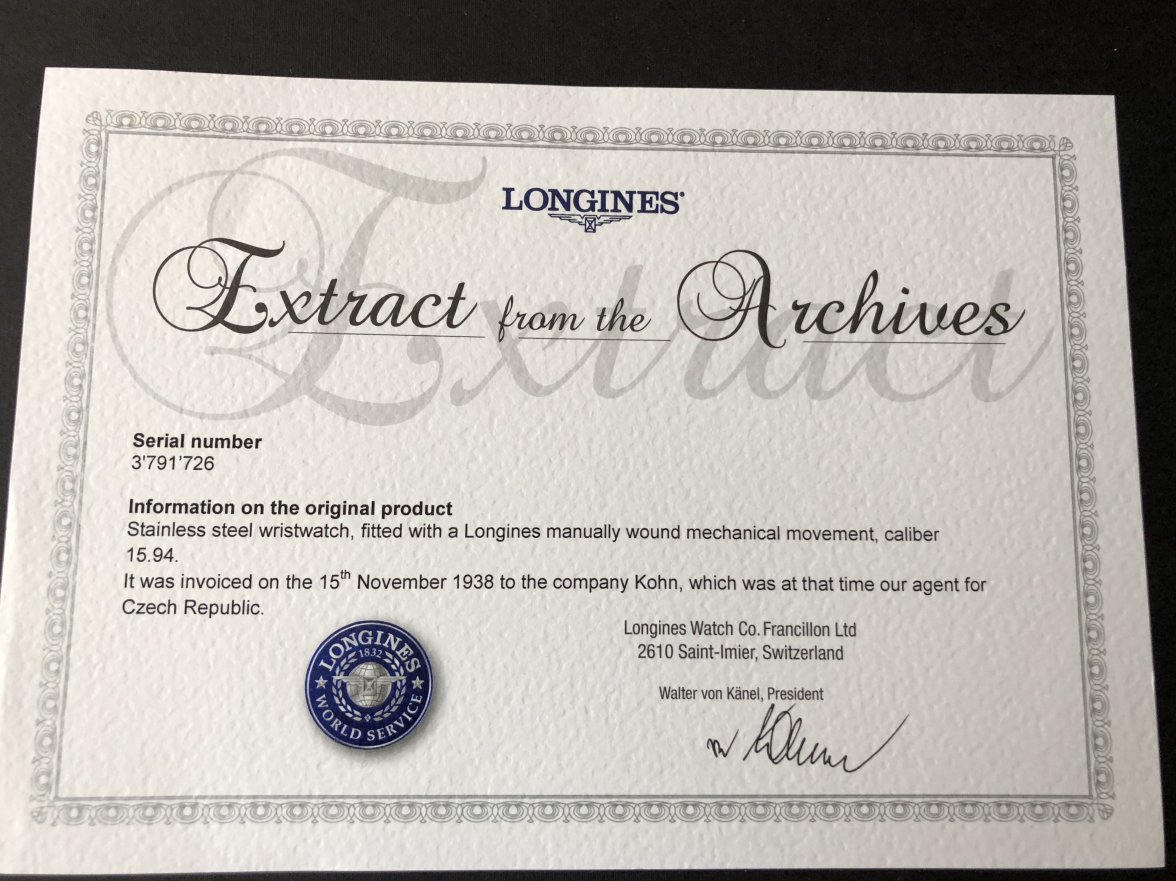 LONGINES
Extract from the Archives
Extract
Serial number
3'791'726
Information on the original product
Stainless steel wristwatch, fitted with a Longines manually wound mechanical movement, caliber
15.94.
It was invoiced on the 15th November 1938 to the company Kohn, which was at that time our agent for
Czech Republic.
LONGINES
1832
WORLD SERVICE
Longines Watch Co. Francillon Ltd
2610 Saint-Imier, Switzerland
Walter von Känel, President